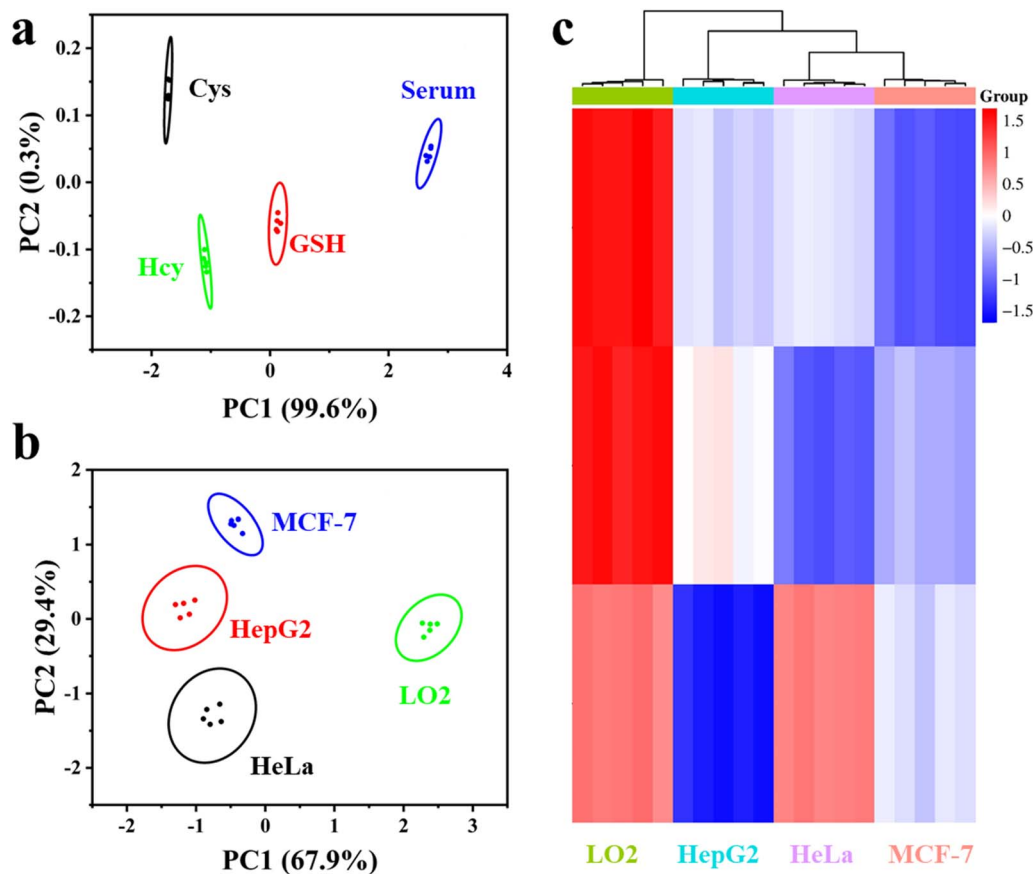 a
0.2
0.1
0.0
-0.1
-0.2
PC2 (0.3%)
Cys
Serum
GSH
Hcy
-2
0
2
4
PC1 (99.6%)
b
2
1
0
-1
-2
PC2 (29.4%)
MCF-7
HepG2
LO2
HeLa
-2
-1
0
1
2
3
PC1 (67.9%)
c
Group
1.5
1
0.5
0
−0.5
−1
−1.5
LO2
HepG2
HeLa
MCF-7